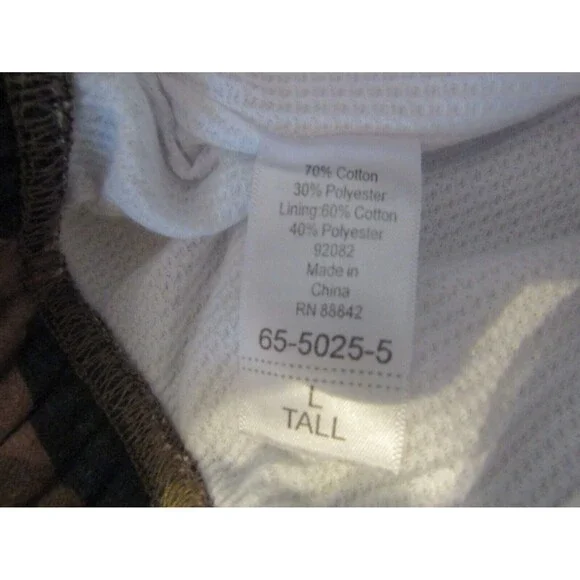 70% Cotton
30% Polyester
Lining:60% Cotton
40% Polyester
92082
Made in
China
RN 88842
65-5025-5
L
TALL